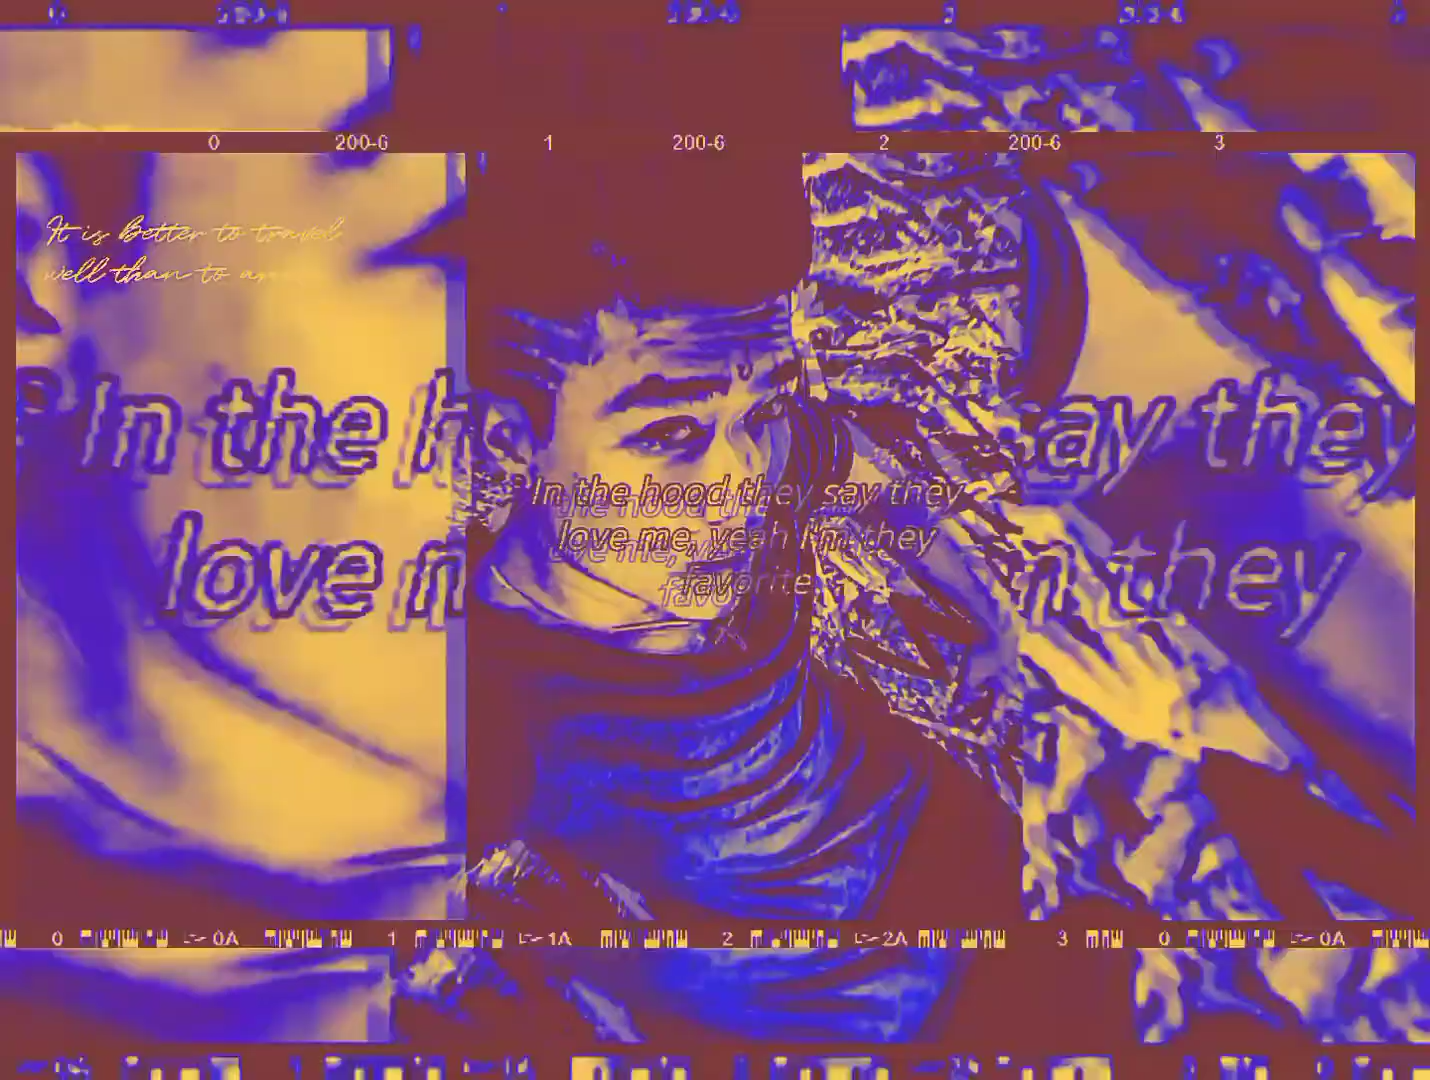 0 200-6 1 200-6 2 200-6 3
It is Better to travel
well than to
In the say they
love they
In the hood they say they
love me, yeah I'm they
favorite
0 0A 1 1A 2 2A 3 0 0A